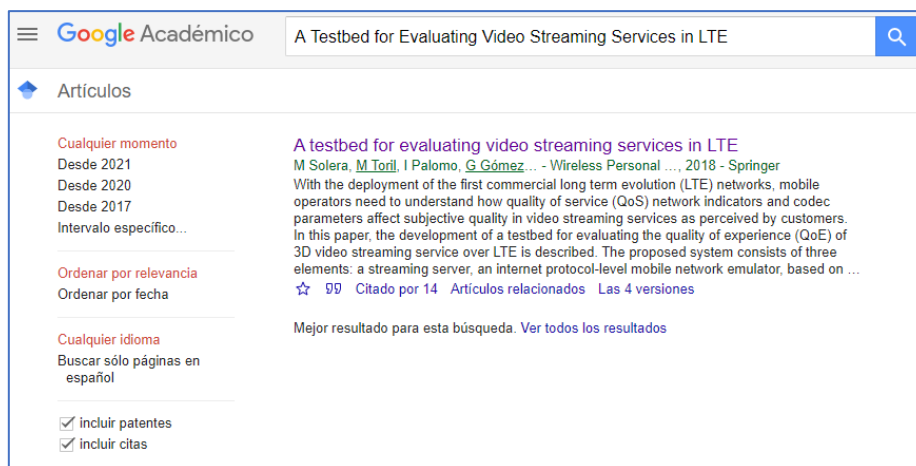 Google Académico
A Testbed for Evaluating Video Streaming Services in LTE
Artículos
Cualquier momento
Desde 2021
Desde 2020
Desde 2017
Intervalo específico...
Ordenar por relevancia
Ordenar por fecha
Cualquier idioma
Buscar sólo páginas en
español
incluir patentes
incluir citas
A testbed for evaluating video streaming services in LTE
M Solera, M Toril, I Palomo, G Gómez... - Wireless Personal ..., 2018 - Springer
With the deployment of the first commercial long term evolution (LTE) networks, mobile
operators need to understand how quality of service (QoS) network indicators and codec
parameters affect subjective quality in video streaming services as perceived by customers.
In this paper, the development of a testbed for evaluating the quality of experience (QoE) of
3D video streaming service over LTE is described. The proposed system consists of three
elements: a streaming server, an internet protocol-level mobile network emulator, based on ...
Citado por 14 Artículos relacionados Las 4 versiones
Mejor resultado para esta búsqueda. Ver todos los resultados